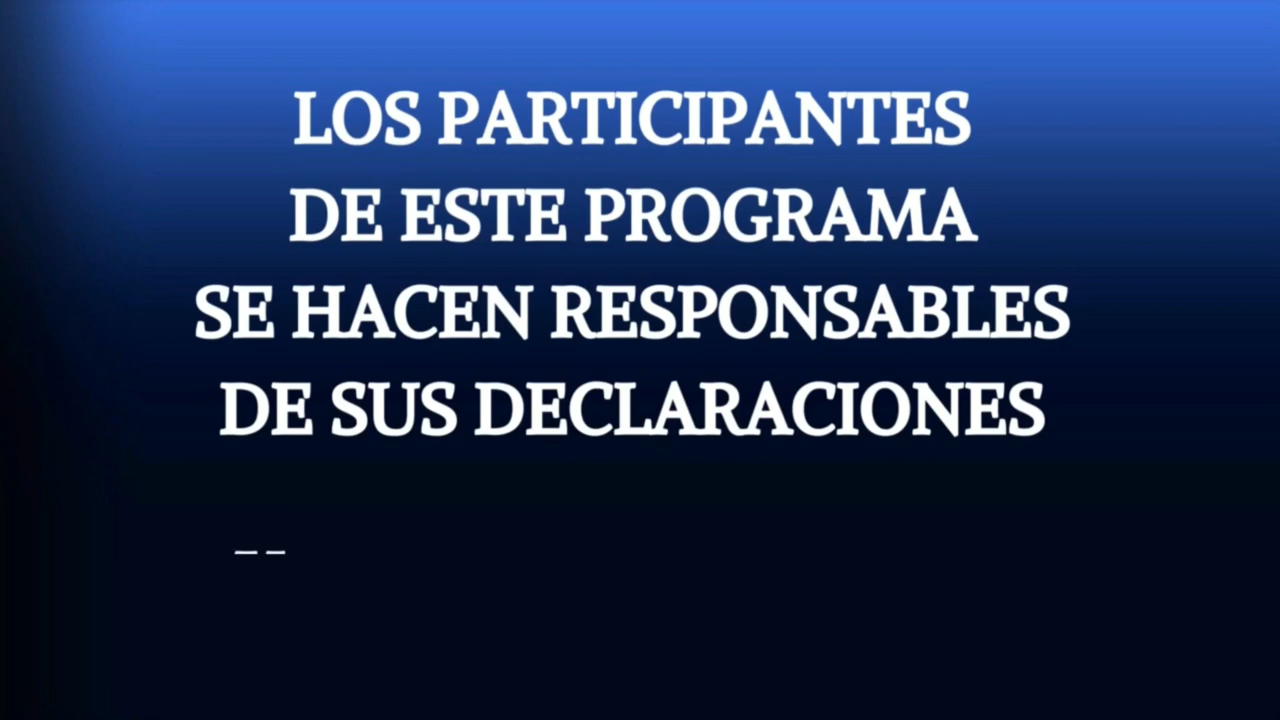 LOS PARTICIPANTES
DE ESTE PROGRAMA
SE HACEN RESPONSABLES
DE SUS DECLARACIONES
– –